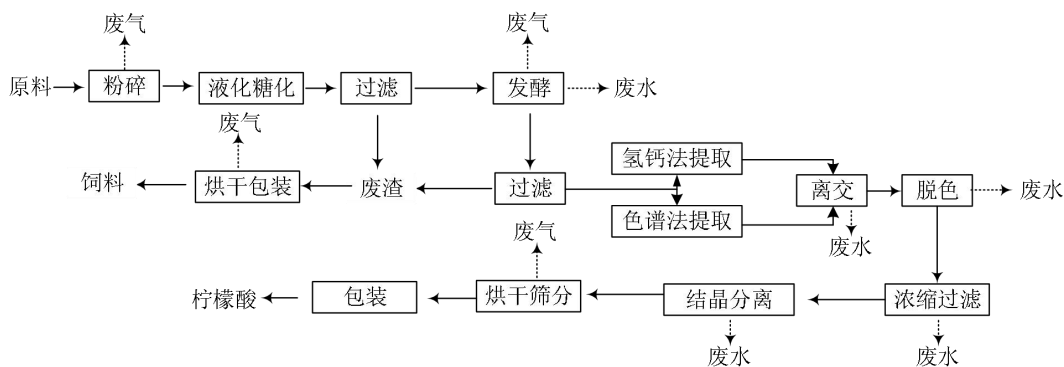 废气
废气
原料
粉碎
液化糖化
过滤
发酵
废水
废气
氢钙法提取
饲料
烘干包装
废渣
过滤
离交
脱色
废水
色谱法提取
废气
废水
柠檬酸
包装
烘干筛分
结晶分离
浓缩过滤
废水
废水